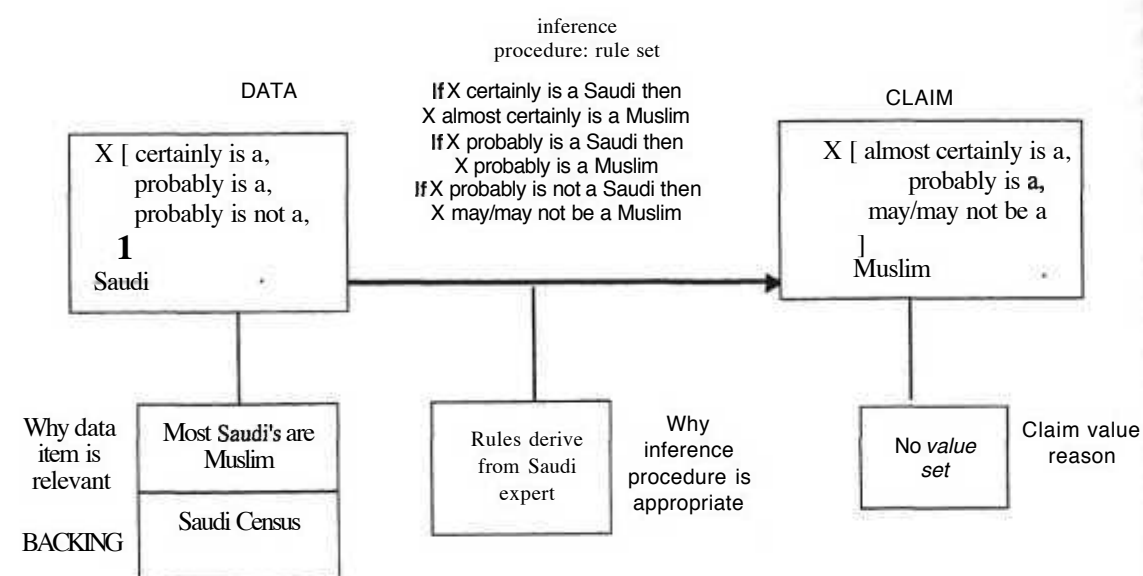 inference
procedure: rule set
DATA
If X certainly is a Saudi then
X almost certainly is a Muslim
If X probably is a Saudi then
X probably is a Muslim
If X probably is not a Saudi then
X may/may not be a Muslim
CLAIM
X [ certainly is a,
probably is a,
probably is not a,
1
Saudi
X [ almost certainly is a,
probably is a,
may/may not be a
]
Muslim
Why data
item is
relevant
Most Saudi's are
Muslim
BACKING
Saudi Census
Rules derive
from Saudi
expert
Why
inference
procedure is
appropriate
No value
set
Claim value
reason